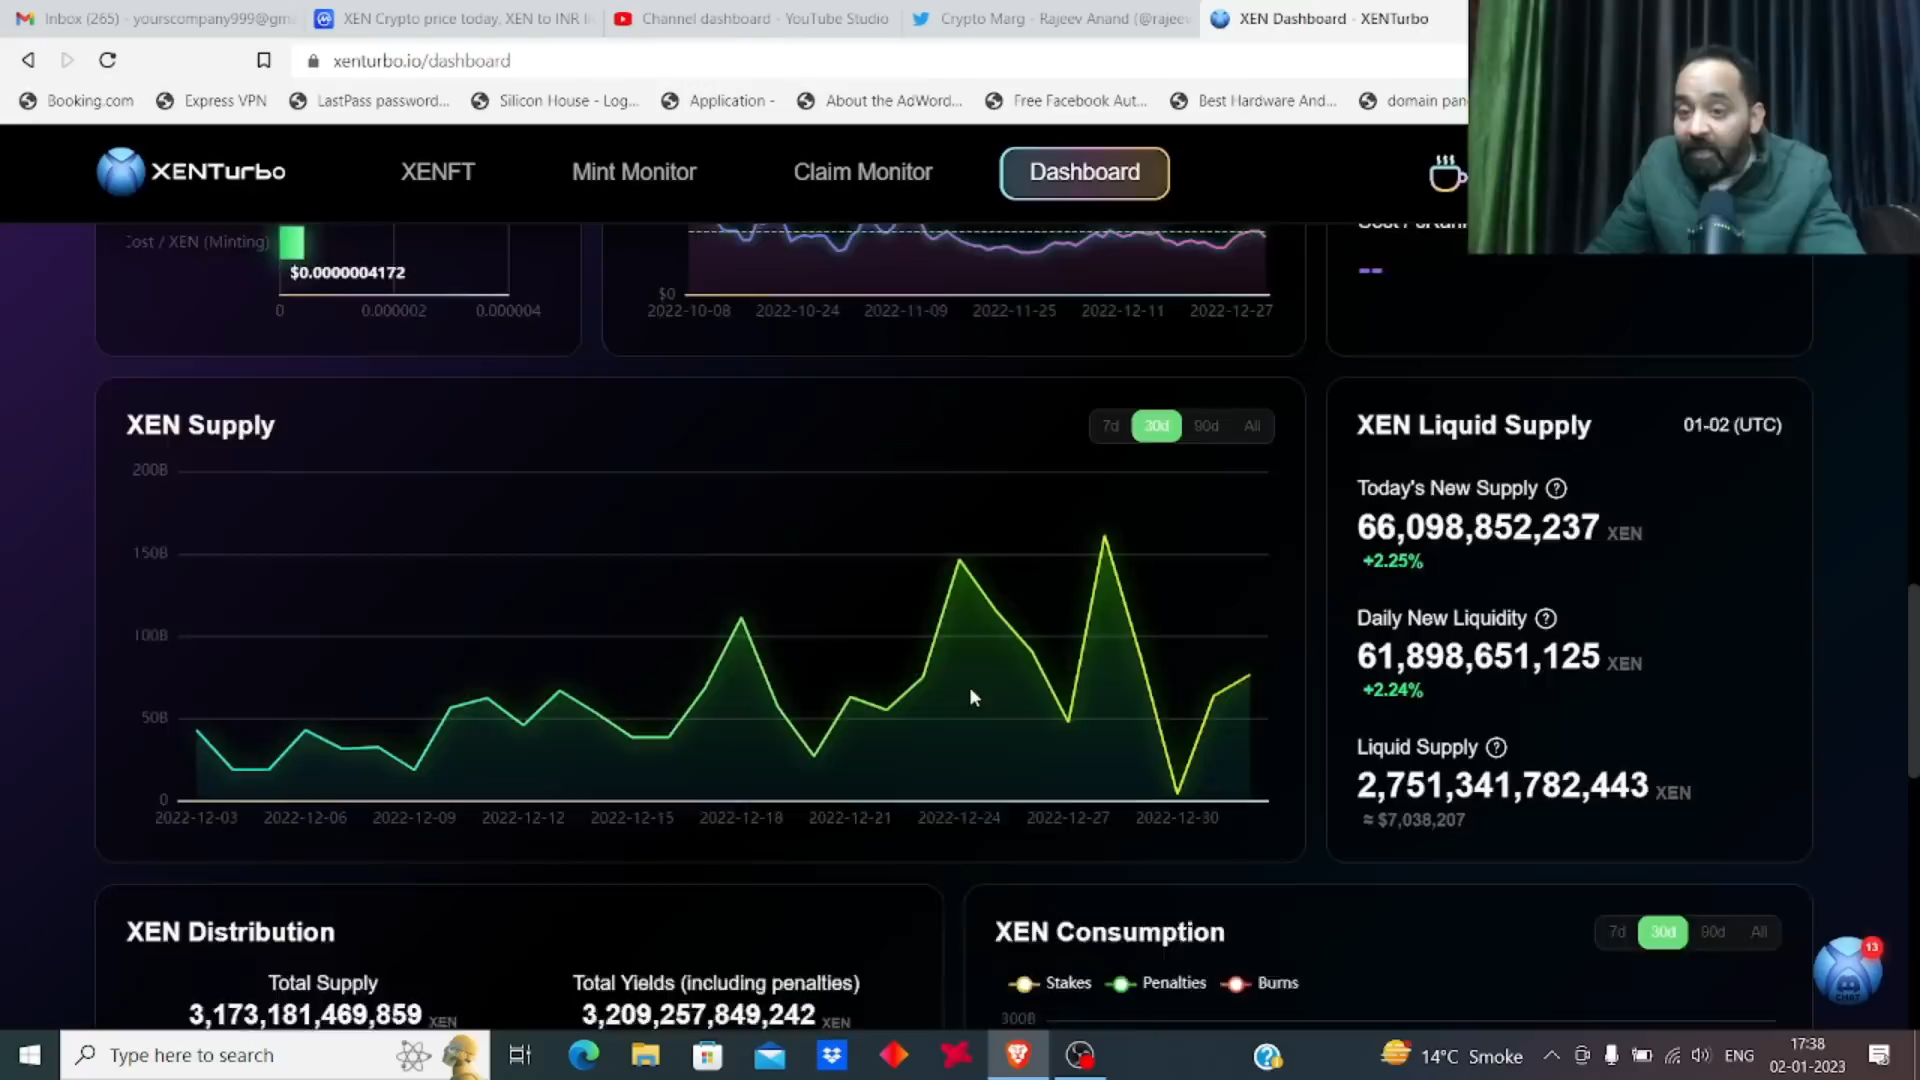 Inbox (265) - yourscompany999@gm
XEN Crypto price today, XEN to INR li
Channel dashboard - YouTube Studio
Crypto Marg - Rajeev Anand (@rajeev
XEN Dashboard - XENTurbo
xenturbo.io/dashboard
Booking.com
Express VPN
LastPass password...
Silicon House - Log...
Application -
About the AdWord...
Free Facebook Aut...
Best Hardware And...
domain pan
XENTurbo
XENFT
Mint Monitor
Claim Monitor
Dashboard
Cost / XEN (Minting)
$0.0000004172
0 0.000002 0.000004
$0
2022-10-08 2022-10-24 2022-11-09 2022-11-25 2022-12-11 2022-12-27
--
XEN Supply
7d 30d 90d All
200B
150B
100B
50B
0
2022-12-03 2022-12-06 2022-12-09 2022-12-12 2022-12-15 2022-12-18 2022-12-21 2022-12-24 2022-12-27 2022-12-30
XEN Liquid Supply 01-02 (UTC)
Today's New Supply ?
66,098,852,237 XEN
+2.25%
Daily New Liquidity ?
61,898,651,125 XEN
+2.24%
Liquid Supply ?
2,751,341,782,443 XEN
≈ $7,038,207
XEN Distribution
Total Supply
3,173,181,469,859 XEN
Total Yields (including penalties)
3,209,257,849,242 XEN
XEN Consumption
7d 30d 90d All
Stakes Penalties Burns
300B
13
CHAT
Type here to search
14°C Smoke
ENG
17:38
02-01-2023